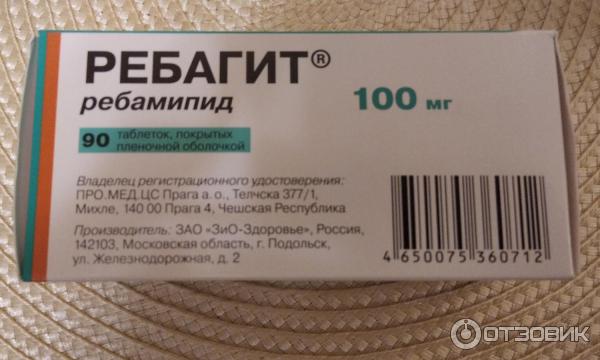 РЕБАГИТ®
ребамипид
100 мг
90 таблеток, покрытых
пленочной оболочкой
Владелец регистрационного удостоверения:
ПРО.МЕД.ЦС Прага а.о., Телчска 377/1,
Михле, 140 00 Прага 4, Чешская Республика
Производитель: ЗАО «ЗиО-Здоровье», Россия,
142103, Московская область, г. Подольск,
ул. Железнодорожная, д. 2
4 650075 360712
ОТЗОВИК